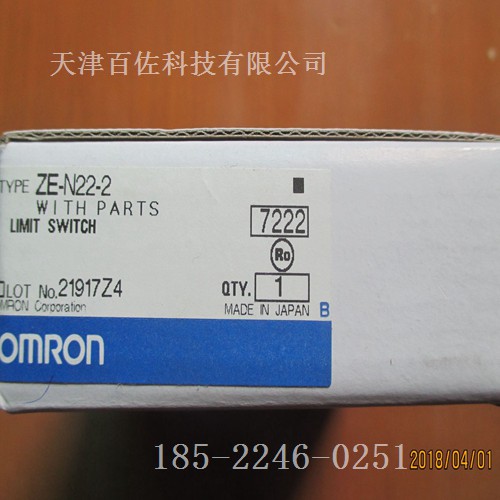 天津百佐科技有限公司
TYPE ZE-N22-2
WITH PARTS
LIMIT SWITCH
7222
Ro
LOT No. 21917Z4
QTY. 1
MRON Corporation
MADE IN JAPAN B
OMRON
185-2246-0251
2018/04/01